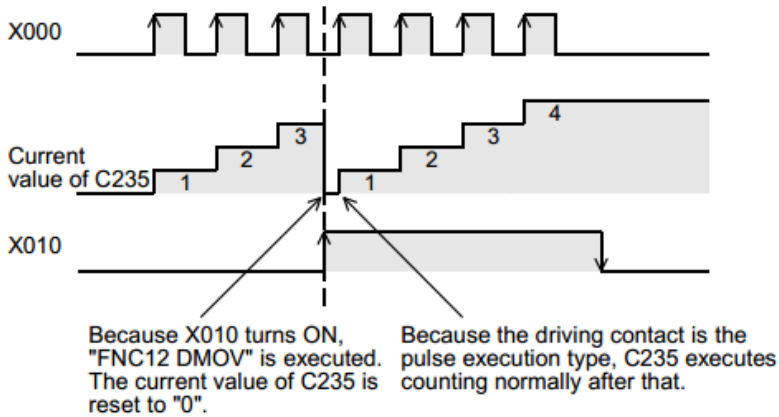 X000
Current
value of C235
1
2
3
1
2
3
4
X010
Because X010 turns ON,
"FNC12 DMOV" is executed.
The current value of C235 is
reset to "0".
Because the driving contact is the
pulse execution type, C235 executes
counting normally after that.